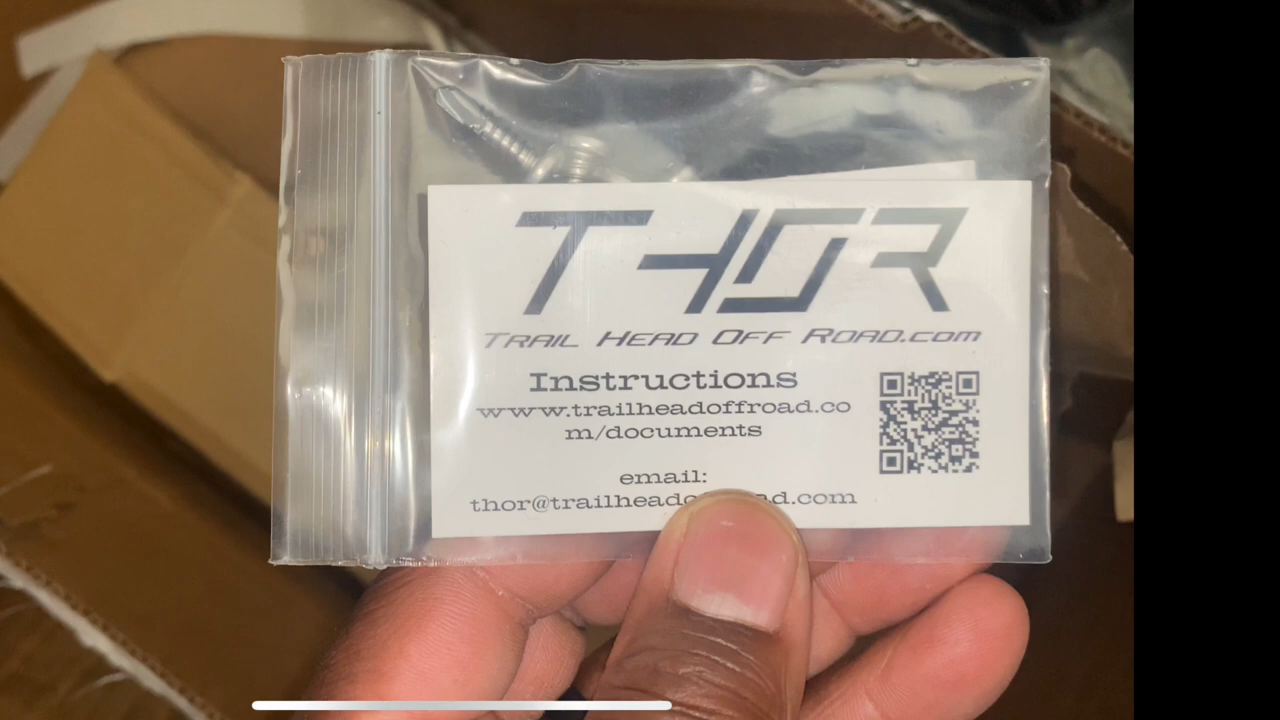 THOR
TRAIL HEAD OFF ROAD.COM
Instructions
www.trailheadoffroad.co
m/documents
email: